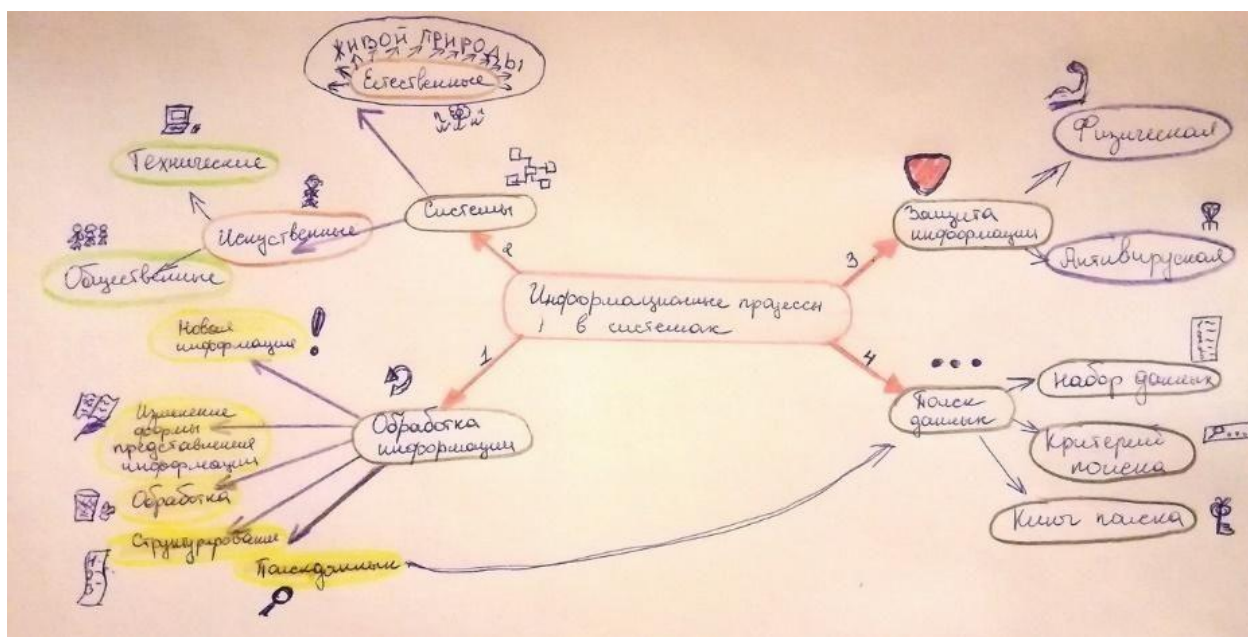 Информационные процессы
в системах
1
Обработка
информации
Новая
информация
Изменение
формы
представления
информации
Обработка
Структурирование
Поиск данных
2
Системы
ЖИВОЙ ПРИРОДЫ
Естественные
Искуственные
Технические
Общественные
3
Защита
информации
Физическая
Антивирусная
4
Поиск
данных
Набор данных
Критерий
поиска
Ключ поиска